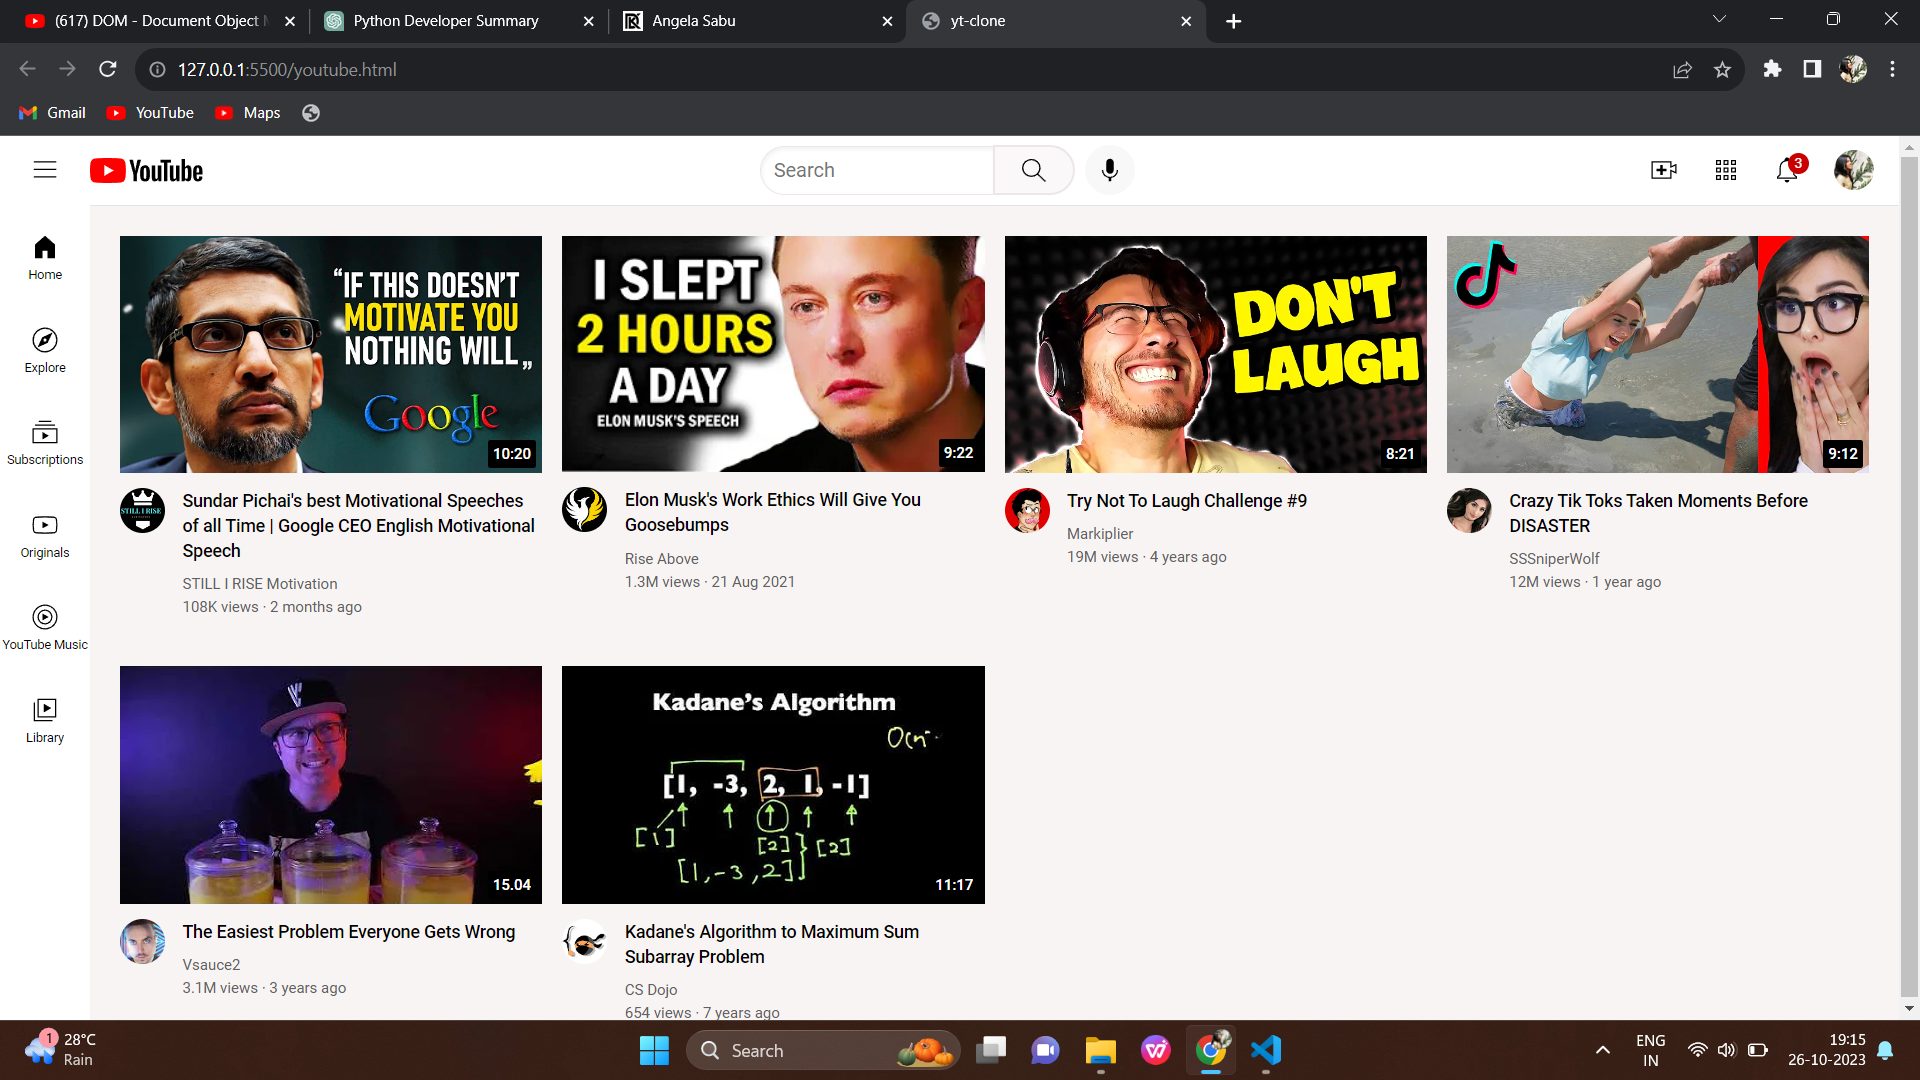 (617) DOM - Document Object
Python Developer Summary
Angela Sabu
yt-clone
127.0.0.1:5500/youtube.html
Gmail
YouTube
Maps
YouTube
Search
3
Home
Explore
Subscriptions
Originals
YouTube Music
Library
“IF THIS DOESN'T
MOTIVATE YOU
NOTHING WILL„
Google
10:20
STILL I RISE
Sundar Pichai's best Motivational Speeches
of all Time | Google CEO English Motivational
Speech
STILL I RISE Motivation
108K views · 2 months ago
I SLEPT
2 HOURS
A DAY
ELON MUSK'S SPEECH
9:22
Elon Musk's Work Ethics Will Give You
Goosebumps
Rise Above
1.3M views · 21 Aug 2021
DON'T
LAUGH
8:21
Try Not To Laugh Challenge #9
Markiplier
19M views · 4 years ago
9:12
Crazy Tik Toks Taken Moments Before
DISASTER
SSSniperWolf
12M views · 1 year ago
15.04
The Easiest Problem Everyone Gets Wrong
Vsauce2
3.1M views · 3 years ago
Kadane's Algorithm
[1, -3, 2, 1, -1]
[1]
[2]
[2]
[1,-3,2]
11:17
Kadane's Algorithm to Maximum Sum
Subarray Problem
CS Dojo
654 views · 7 years ago
1
28°C
Rain
Search
ENG
IN
19:15
26-10-2023